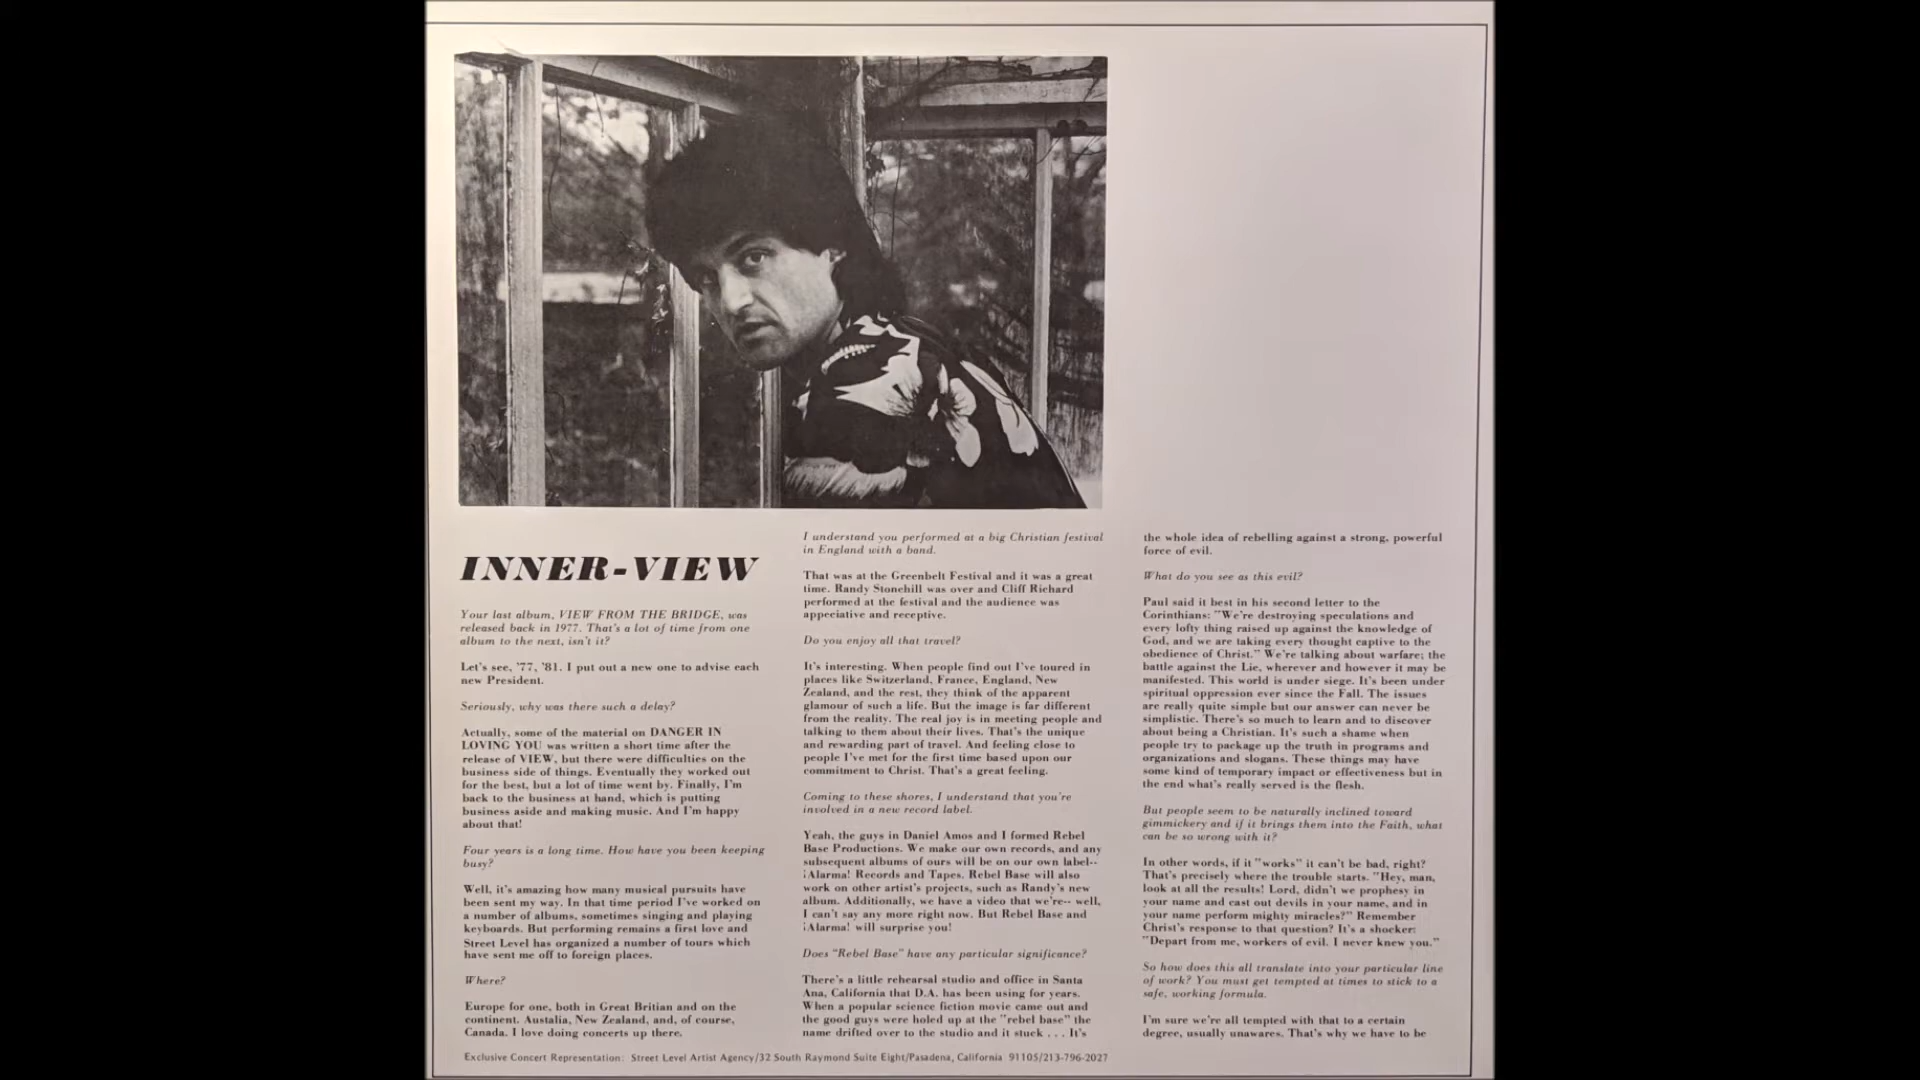 INNER-VIEW
Your last album, VIEW FROM THE BRIDGE, was
released back in 1977. That's a lot of time from one
album to the next, isn't it?
Let's see, '77, '81. I put out a new one to advise each
new President.
Seriously, why was there such a delay?
Actually, some of the material on DANGER IN
LOVING YOU was written a short time after the
release of VIEW, but there were difficulties on the
business side of things. Eventually they worked out
for the best, but a lot of time went by. Finally, I'm
back to the business at hand, which is putting
business aside and making music. And I'm happy
about that!
Four years is a long time. How have you been keeping
busy?
Well, it's amazing how many musical pursuits have
been sent my way. In that time period I've worked on
a number of albums, sometimes singing and playing
keyboards. But performing remains a first love and
Street Level has organized a number of tours which
have sent me off to foreign places.
Where?
Europe for one, both in Great Britian and on the
continent. Austalia, New Zealand, and, of course,
Canada. I love doing concerts up there.
I understand you performed at a big Christian festival
in England with a band.
That was at the Greenbelt Festival and it was a great
time. Randy Stonehill was over and Cliff Richard
performed at the festival and the audience was
appeciative and receptive.
Do you enjoy all that travel?
It's interesting. When people find out I've toured in
places like Switzerland, France, England, New
Zealand, and the rest, they think of the apparent
glamour of such a life. But the image is far different
from the reality. The real joy is in meeting people and
talking to them about their lives. That's the unique
and rewarding part of travel. And feeling close to
people I've met for the first time based upon our
commitment to Christ. That's a great feeling.
Coming to these shores, I understand that you're
involved in a new record label.
Yeah, the guys in Daniel Amos and I formed Rebel
Base Productions. We make our own records, and any
subsequent albums of ours will be on our own label--
¡Alarma! Records and Tapes. Rebel Base will also
work on other artist's projects, such as Randy's new
album. Additionally, we have a video that we're-- well,
I can't say any more right now. But Rebel Base and
¡Alarma! will surprise you!
Does "Rebel Base" have any particular significance?
There's a little rehearsal studio and office in Santa
Ana, California that D.A. has been using for years.
When a popular science fiction movie came out and
the good guys were holed up at the "rebel base" the
name drifted over to the studio and it stuck . . . It's
the whole idea of rebelling against a strong, powerful
force of evil.
What do you see as this evil?
Paul said it best in his second letter to the
Corinthians: "We're destroying speculations and
every lofty thing raised up against the knowledge of
God, and we are taking every thought captive to the
obedience of Christ." We're talking about warfare; the
battle against the Lie, wherever and however it may be
manifested. This world is under siege. It's been under
spiritual oppression ever since the Fall. The issues
are really quite simple but our answer can never be
simplistic. There's so much to learn and to discover
about being a Christian. It's such a shame when
people try to package up the truth in programs and
organizations and slogans. These things may have
some kind of temporary impact or effectiveness but in
the end what's really served is the flesh.
But people seem to be naturally inclined toward
gimmickery and if it brings them into the Faith, what
can be so wrong with it?
In other words, if it "works" it can't be bad, right?
That's precisely where the trouble starts. "Hey, man,
look at all the results! Lord, didn't we prophesy in
your name and cast out devils in your name, and in
your name perform mighty miracles?" Remember
Christ's response to that question? It's a shocker:
"Depart from me, workers of evil. I never knew you."
So how does this all translate into your particular line
of work? You must get tempted at times to stick to a
safe, working formula.
I'm sure we're all tempted with that to a certain
degree, usually unawares. That's why we have to be
Exclusive Concert Representation: Street Level Artist Agency/32 South Raymond Suite Eight/Pasadena, California 91105/213-796-2027